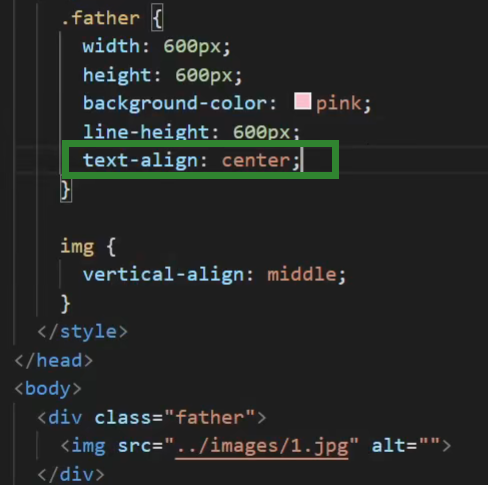 .father {
width: 600px;
height: 600px;
background-color: pink;
line-height: 600px;
text-align: center;
}
img {
vertical-align: middle;
}
</style>
</head>
<body>
<div class="father">
<img src="../images/1.jpg" alt="">
</div>